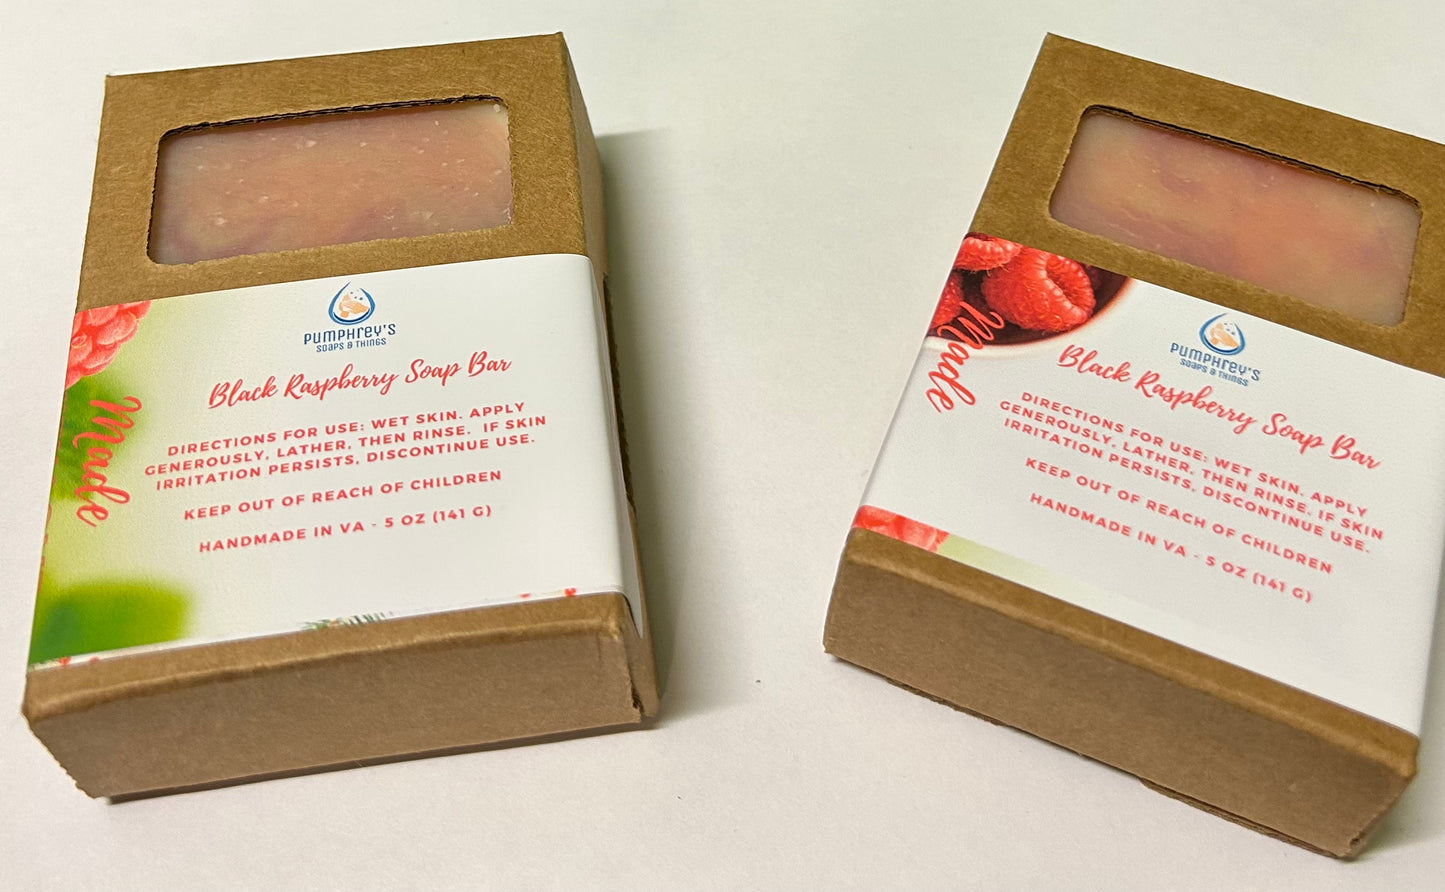 PUMPHREY'S
SOAPS & THINGS
Black Raspberry Soap Bar
DIRECTIONS FOR USE: WET SKIN. APPLY
GENEROUSLY, LATHER, THEN RINSE. IF SKIN
IRRITATION PERSISTS, DISCONTINUE USE.
KEEP OUT OF REACH OF CHILDREN
HANDMADE IN VA - 5 OZ (141 G)
Made
PUMPHREY'S
SOAPS & THINGS
Black Raspberry Soap Bar
DIRECTIONS FOR USE: WET SKIN. APPLY
GENEROUSLY, LATHER, THEN RINSE. IF SKIN
IRRITATION PERSISTS, DISCONTINUE USE.
KEEP OUT OF REACH OF CHILDREN
HANDMADE IN VA - 5 OZ (141 G)
Made